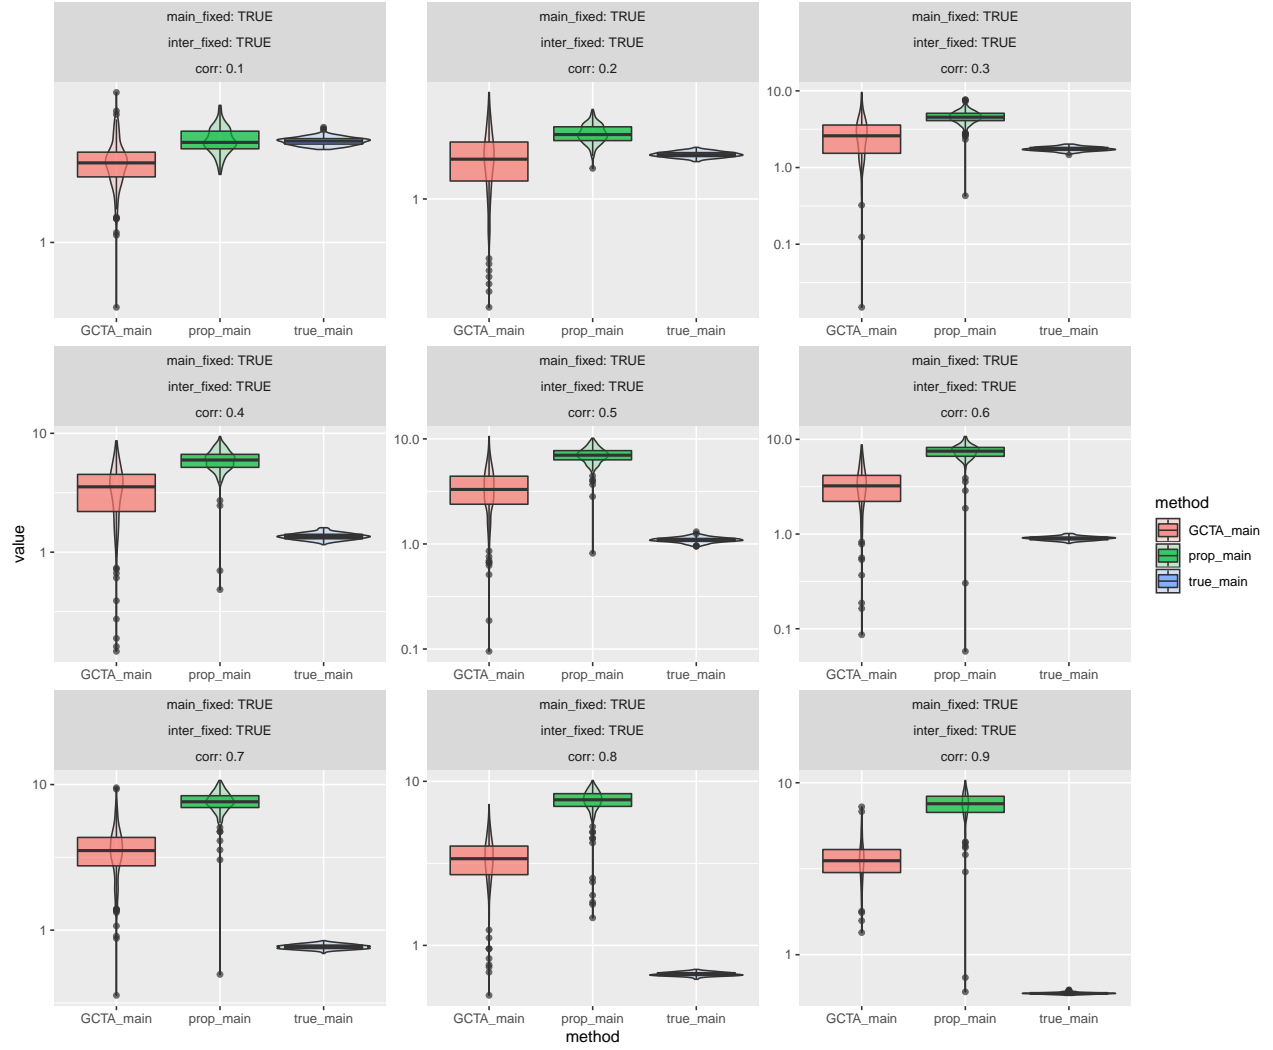 main_fixed: TRUE
inter_fixed: TRUE
corr: 0.1
1
GCTA_main prop_main true_main
main_fixed: TRUE
inter_fixed: TRUE
corr: 0.2
1
GCTA_main prop_main true_main
main_fixed: TRUE
inter_fixed: TRUE
corr: 0.3
10.0
1.0
0.1
GCTA_main prop_main true_main
main_fixed: TRUE
inter_fixed: TRUE
corr: 0.4
10
1
GCTA_main prop_main true_main
main_fixed: TRUE
inter_fixed: TRUE
corr: 0.5
10.0
1.0
0.1
GCTA_main prop_main true_main
main_fixed: TRUE
inter_fixed: TRUE
corr: 0.6
10.0
1.0
0.1
GCTA_main prop_main true_main
main_fixed: TRUE
inter_fixed: TRUE
corr: 0.7
10
1
GCTA_main prop_main true_main
main_fixed: TRUE
inter_fixed: TRUE
corr: 0.8
10
1
GCTA_main prop_main true_main
main_fixed: TRUE
inter_fixed: TRUE
corr: 0.9
10
1
GCTA_main prop_main true_main
value
method
method
GCTA_main
prop_main
true_main